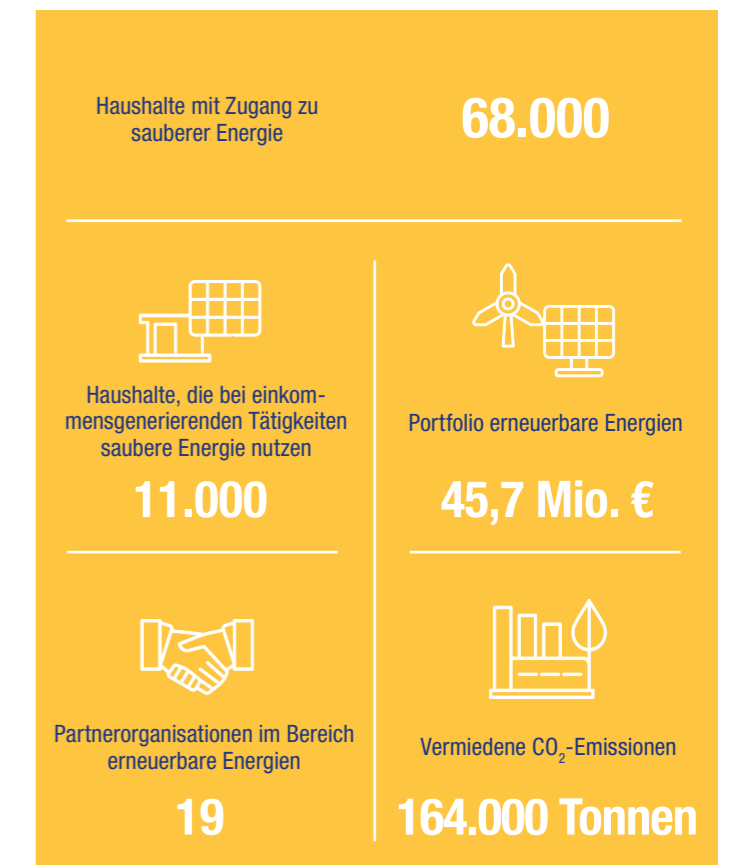 Haushalte mit Zugang zu
sauberer Energie
68.000
Haushalte, die bei einkom-
mensgenerierenden Tätigkeiten
saubere Energie nutzen
11.000
Portfolio erneuerbare Energien
45,7 Mio. €
Partnerorganisationen im Bereich
erneuerbare Energien
19
Vermiedene CO₂-Emissionen
164.000 Tonnen